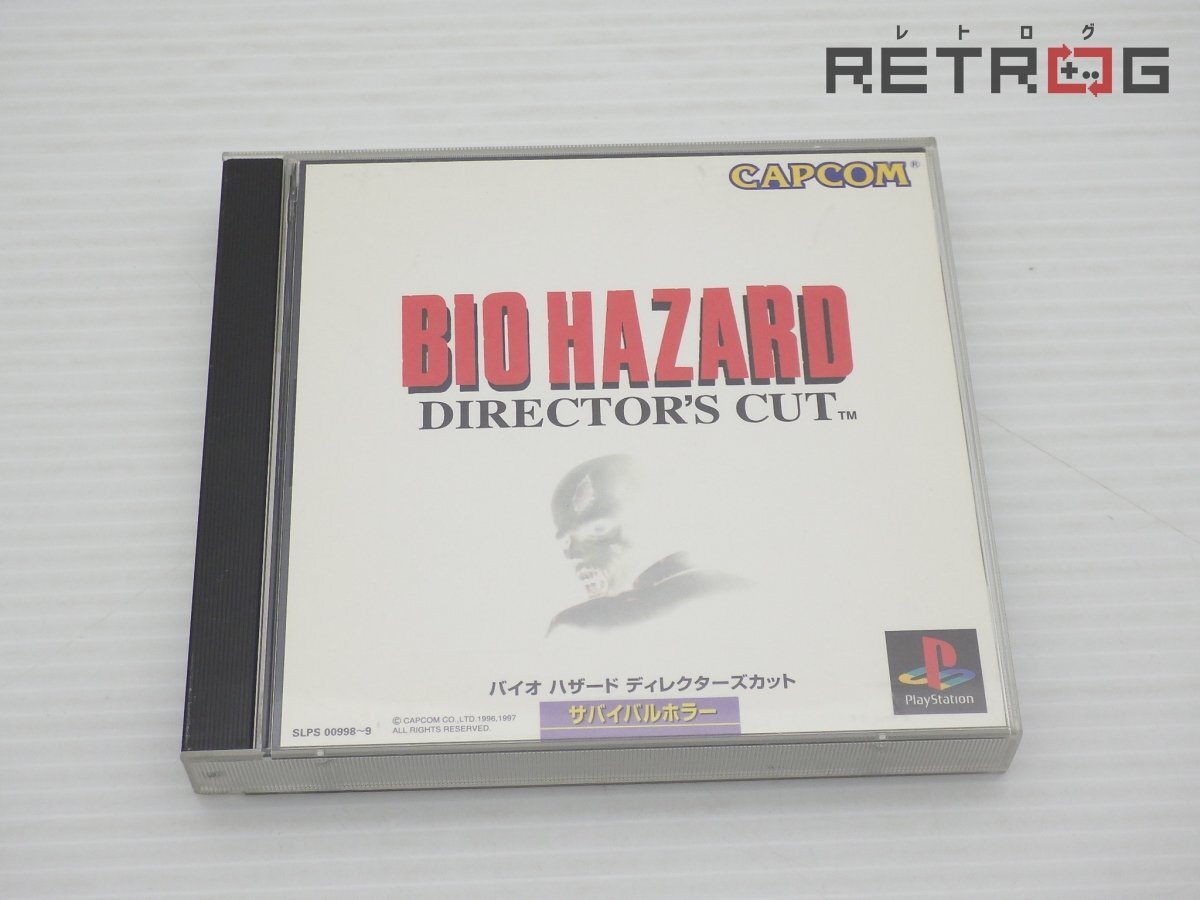 レトログ
RETROG
CAPCOM®
BIO HAZARD
DIRECTOR'S CUT™
バイオ ハザード ディレクターズカット
サバイバルホラー
SLPS 00998〜9
© CAPCOM CO.,LTD.1996,1997
ALL RIGHTS RESERVED.
PlayStation